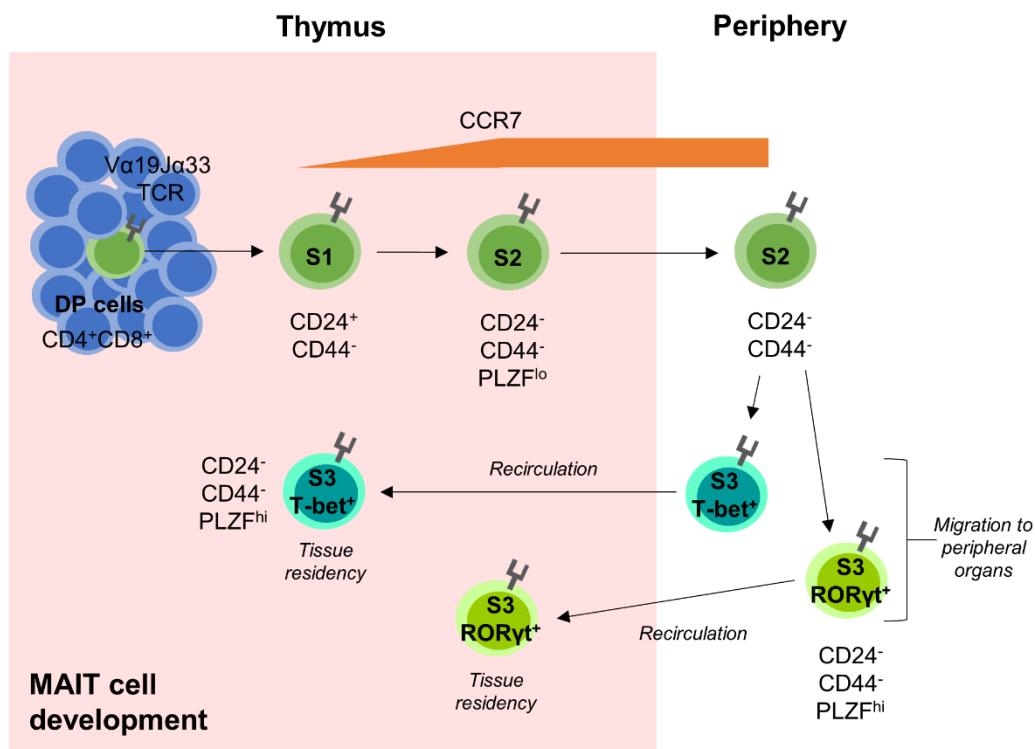 Thymus
Periphery
CCR7
Vα19Jα33
TCR
DP cells
CD4⁺CD8⁺
S1
S2
S2
CD24⁺
CD44⁻
CD24⁻
CD44⁻
PLZFˡᵒ
CD24⁻
CD44⁻
CD24⁻
CD44⁻
PLZFʰⁱ
S3
T-bet⁺
Recirculation
S3
T-bet⁺
Tissue
residency
Migration to
peripheral
organs
S3
RORγt⁺
Recirculation
S3
RORγt⁺
Tissue
residency
CD24⁻
CD44⁻
PLZFʰⁱ
MAIT cell
development